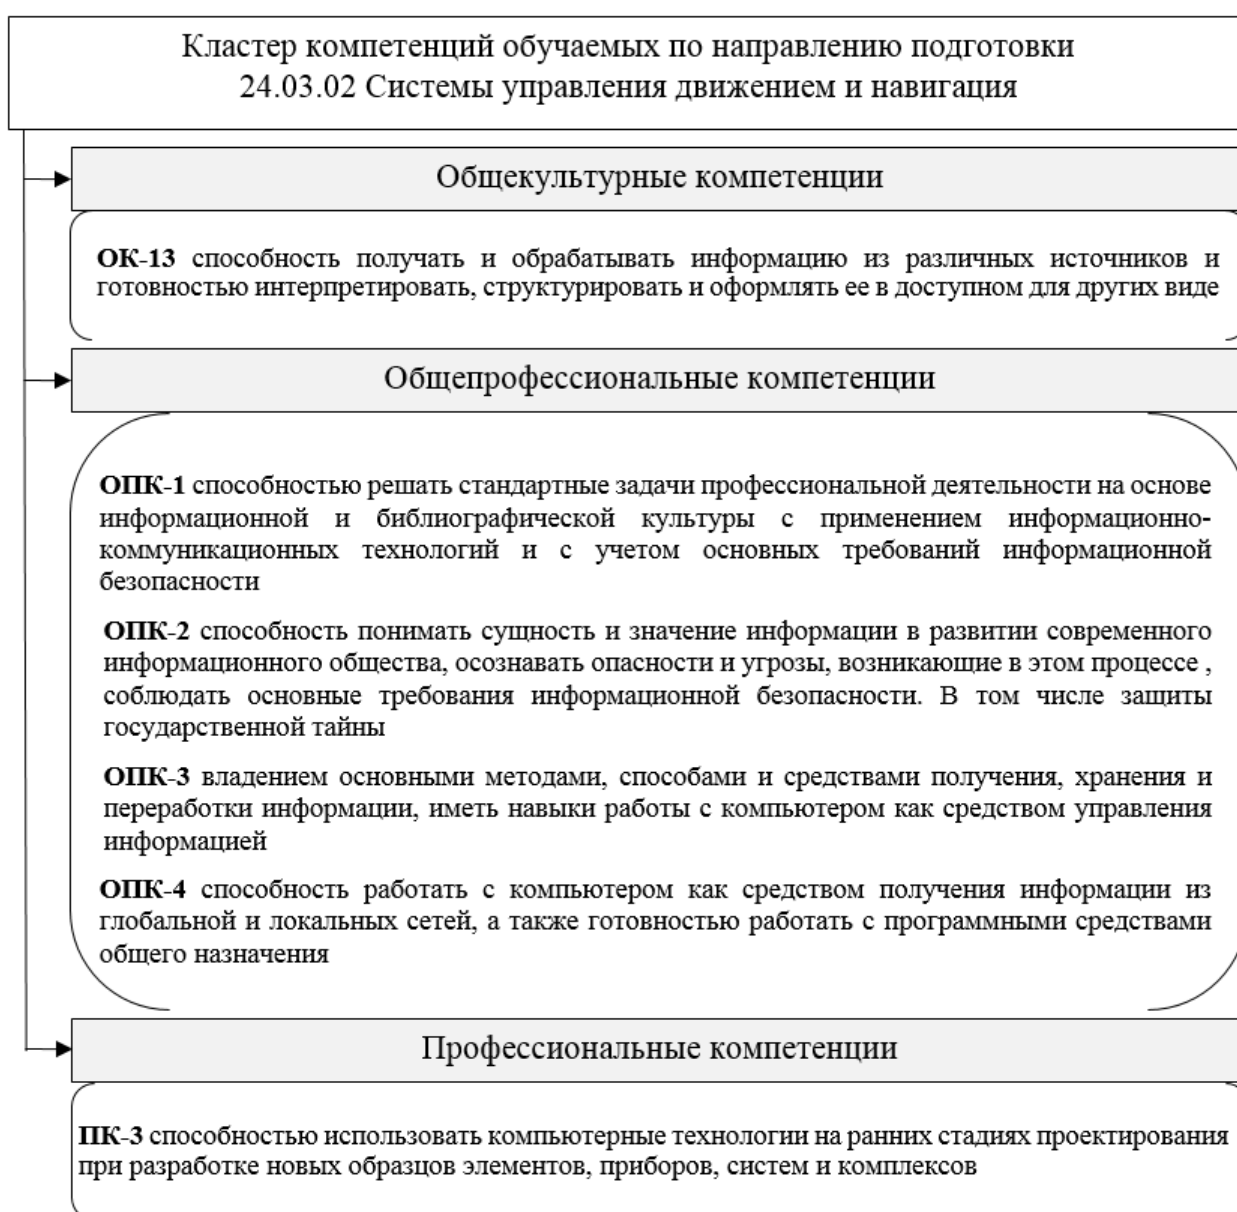 Кластер компетенций обучаемых по направлению подготовки
24.03.02 Системы управления движением и навигация
Общекультурные компетенции
ОК-13 способность получать и обрабатывать информацию из различных источников и
готовностью интерпретировать, структурировать и оформлять ее в доступном для других виде
Общепрофессиональные компетенции
ОПК-1 способностью решать стандартные задачи профессиональной деятельности на основе
информационной и библиографической культуры с применением информационно-
коммуникационных технологий и с учетом основных требований информационной
безопасности
ОПК-2 способность понимать сущность и значение информации в развитии современного
информационного общества, осознавать опасности и угрозы, возникающие в этом процессе ,
соблюдать основные требования информационной безопасности. В том числе защиты
государственной тайны
ОПК-3 владением основными методами, способами и средствами получения, хранения и
переработки информации, иметь навыки работы с компьютером как средством управления
информацией
ОПК-4 способность работать с компьютером как средством получения информации из
глобальной и локальных сетей, а также готовностью работать с программными средствами
общего назначения
Профессиональные компетенции
ПК-3 способностью использовать компьютерные технологии на ранних стадиях проектирования
при разработке новых образцов элементов, приборов, систем и комплексов